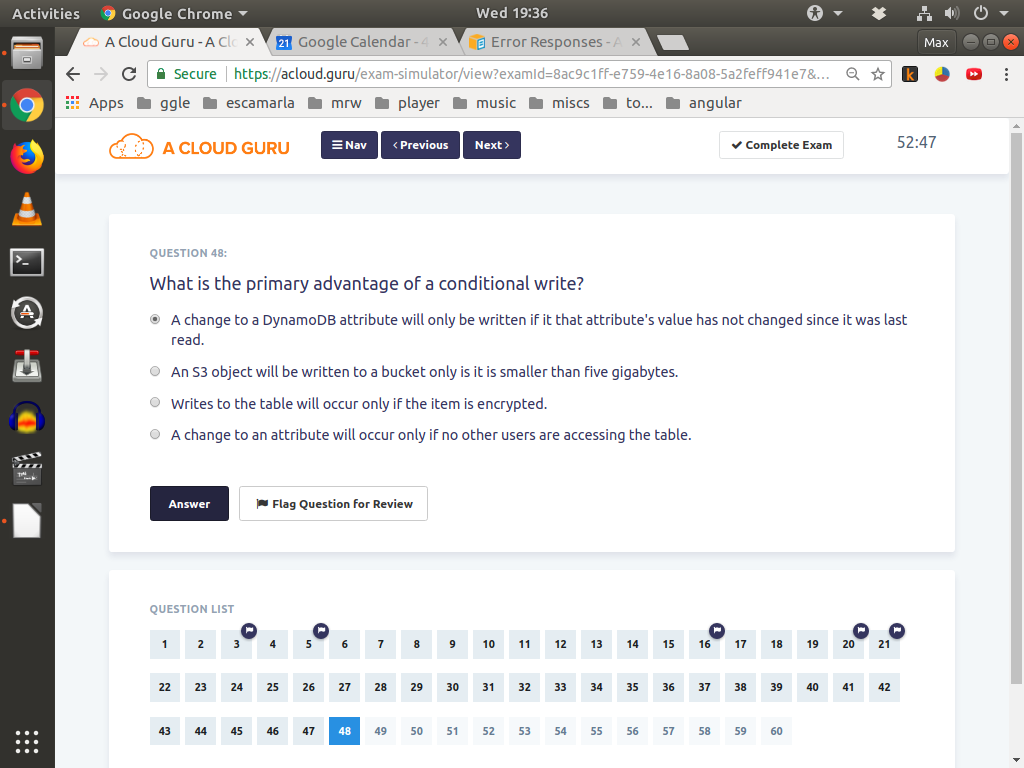 Activities Google Chrome Wed 19:36
A Cloud Guru - A Clo Google Calendar - 4 Error Responses - A Max
Secure https://acloud.guru/exam-simulator/view?examId=8ac9c1ff-e759-4e16-8a08-5a2feff941e7&...
Apps ggle escamarla mrw player music miscs to... angular
A CLOUD GURU Nav Previous Next Complete Exam 52:47
QUESTION 48:
What is the primary advantage of a conditional write?
A change to a DynamoDB attribute will only be written if it that attribute's value has not changed since it was last
read.
An S3 object will be written to a bucket only is it is smaller than five gigabytes.
Writes to the table will occur only if the item is encrypted.
A change to an attribute will occur only if no other users are accessing the table.
Answer Flag Question for Review
QUESTION LIST
1 2 3 4 5 6 7 8 9 10 11 12 13 14 15 16 17 18 19 20 21
22 23 24 25 26 27 28 29 30 31 32 33 34 35 36 37 38 39 40 41 42
43 44 45 46 47 48 49 50 51 52 53 54 55 56 57 58 59 60